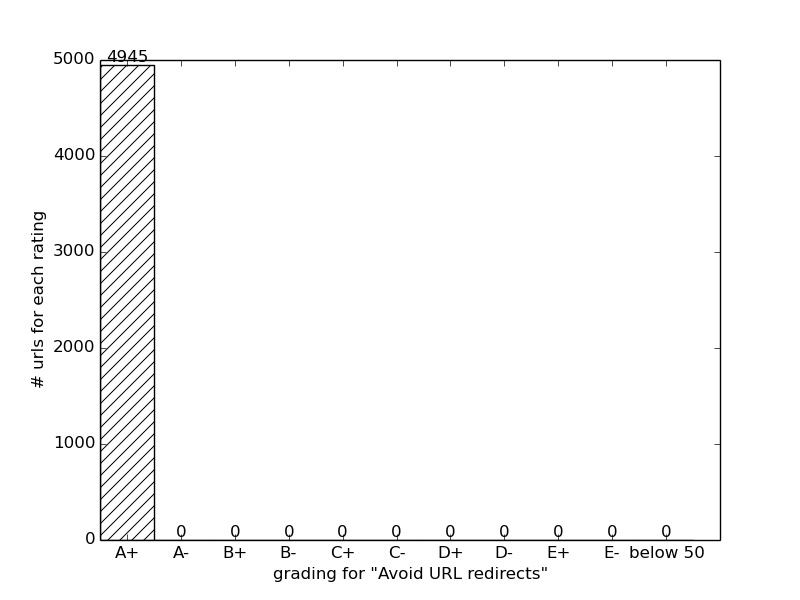 5000
4945
4000
3000
2000
1000
0
# urls for each rating
0 0 0 0 0 0 0 0 0 0
A+ A- B+ B- C+ C- D+ D- E+ E- below 50
grading for "Avoid URL redirects"